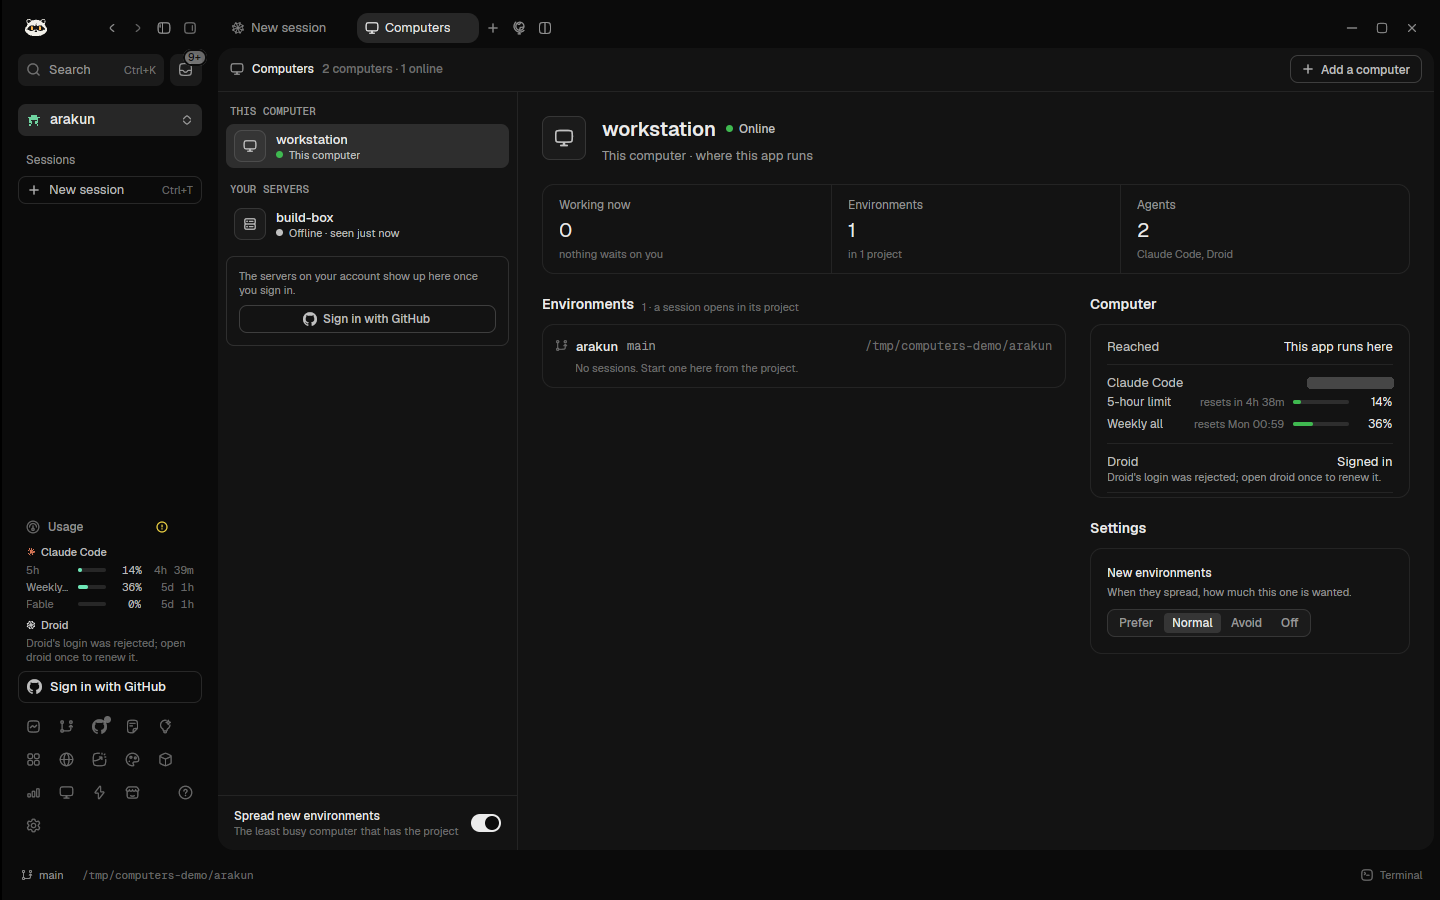 New session
Computers
Search
Ctrl+K
9+
arakun
Sessions
New session
Ctrl+T
Usage
Claude Code
5h 14% 4h 39m
Weekly... 36% 5d 1h
Fable 0% 5d 1h
Droid
Droid's login was rejected; open
droid once to renew it.
Sign in with GitHub
Computers 2 computers · 1 online
Add a computer
THIS COMPUTER
workstation
This computer
YOUR SERVERS
build-box
Offline · seen just now
The servers on your account show up here once
you sign in.
Sign in with GitHub
Spread new environments
The least busy computer that has the project
workstation Online
This computer · where this app runs
Working now
0
nothing waits on you
Environments
1
in 1 project
Agents
2
Claude Code, Droid
Environments 1 · a session opens in its project
arakun main /tmp/computers-demo/arakun
No sessions. Start one here from the project.
Computer
Reached This app runs here
Claude Code
5-hour limit resets in 4h 38m 14%
Weekly all resets Mon 00:59 36%
Droid Signed in
Droid's login was rejected; open droid once to renew it.
Settings
New environments
When they spread, how much this one is wanted.
Prefer Normal Avoid Off
main /tmp/computers-demo/arakun
Terminal